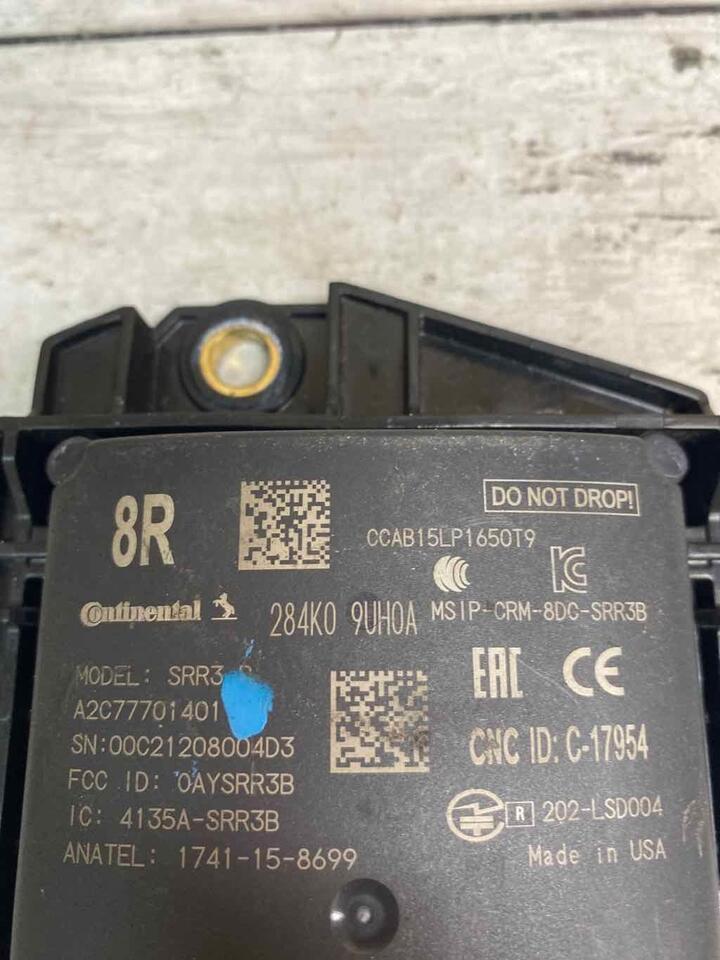 8R
DO NOT DROP!
CCAB15LP1650T9
Continental
284K0 9UH0A
MSIP-CRM-8DC-SRR3B
MODEL: SRR3
EAC CE
A2C77701401
SN:00C21208004D3
CNC ID: C-17954
FCC ID: OAYSRR3B
IC: 4135A-SRR3B
R 202-LSD004
ANATEL: 1741-15-8699
Made in USA